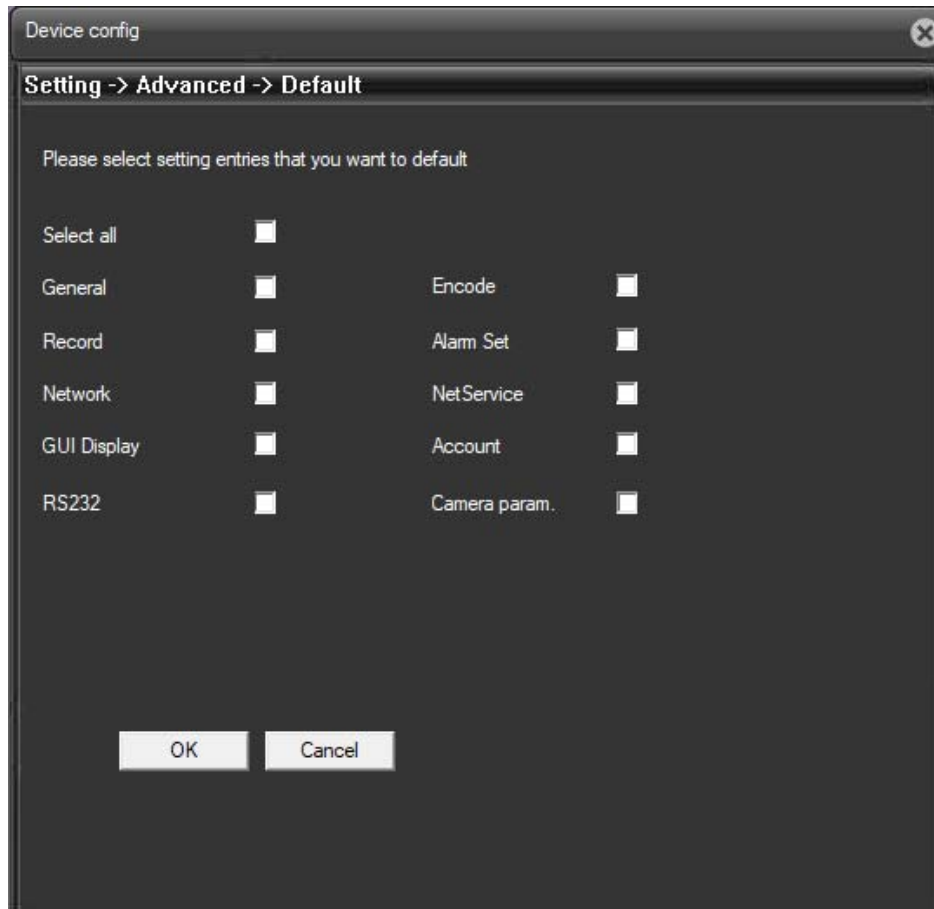 Device config
Setting -> Advanced -> Default
Please select setting entries that you want to default
Select all
General Encode
Record Alarm Set
Network NetService
GUI Display Account
RS232 Camera param.
OK Cancel